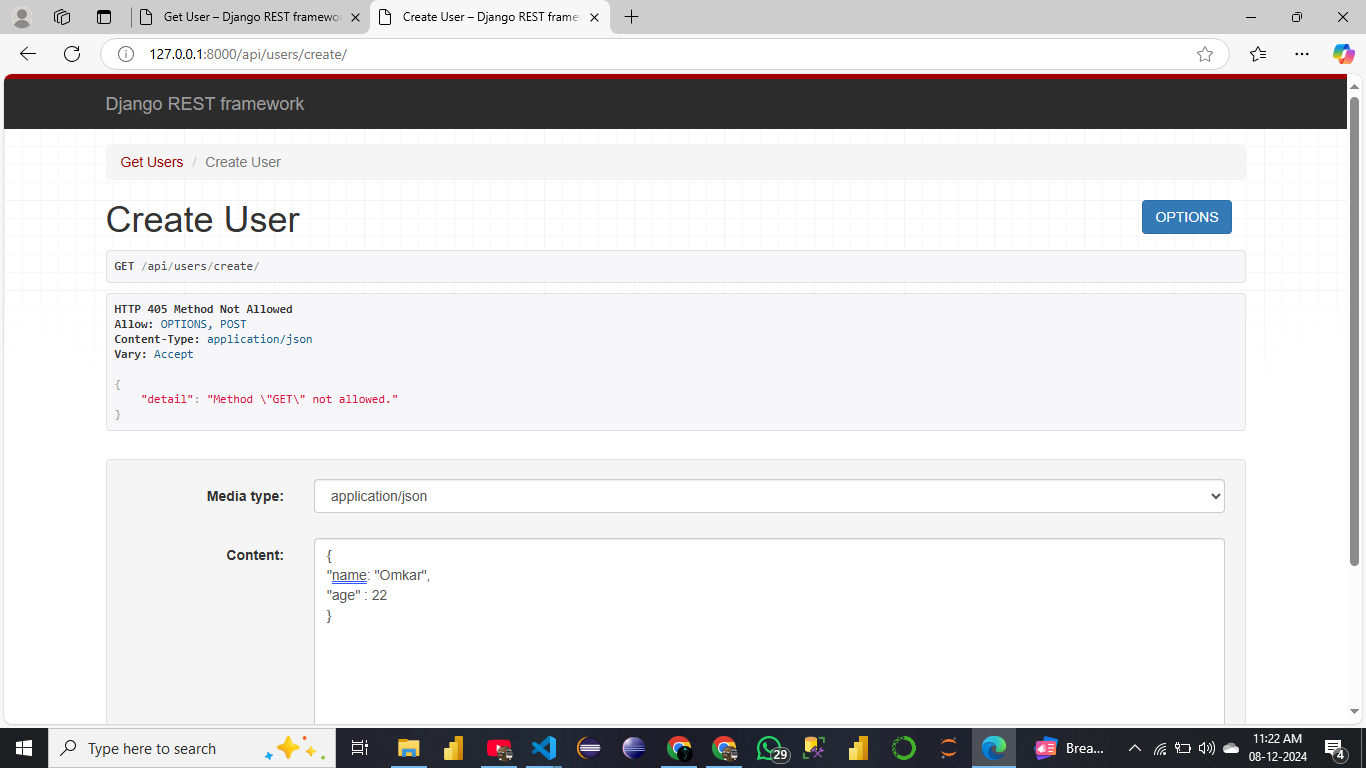 Get User – Django REST framewor
Create User – Django REST frame
127.0.0.1:8000/api/users/create/
Django REST framework
Get Users / Create User
Create User
OPTIONS
GET /api/users/create/
HTTP 405 Method Not Allowed
Allow: OPTIONS, POST
Content-Type: application/json
Vary: Accept
{
"detail": "Method \"GET\" not allowed."
}
Media type:
application/json
Content:
{
"name: "Omkar",
"age" : 22
}
Type here to search
29
Brea...
11:22 AM
08-12-2024
4